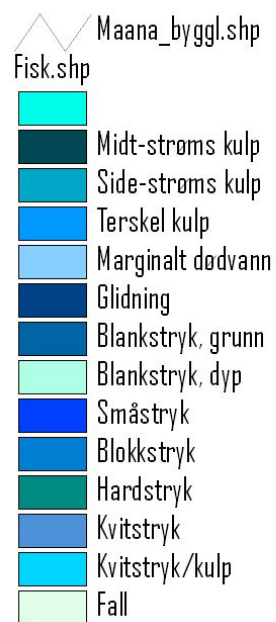 Maana_byggl.shp
Fisk.shp
Midt-strøms kulp
Side-strøms kulp
Terskel kulp
Marginalt dødvann
Glidning
Blankstryk, grunn
Blankstryk, dyp
Småstryk
Blokkstryk
Hardstryk
Kvitstryk
Kvitstryk/kulp
Fall